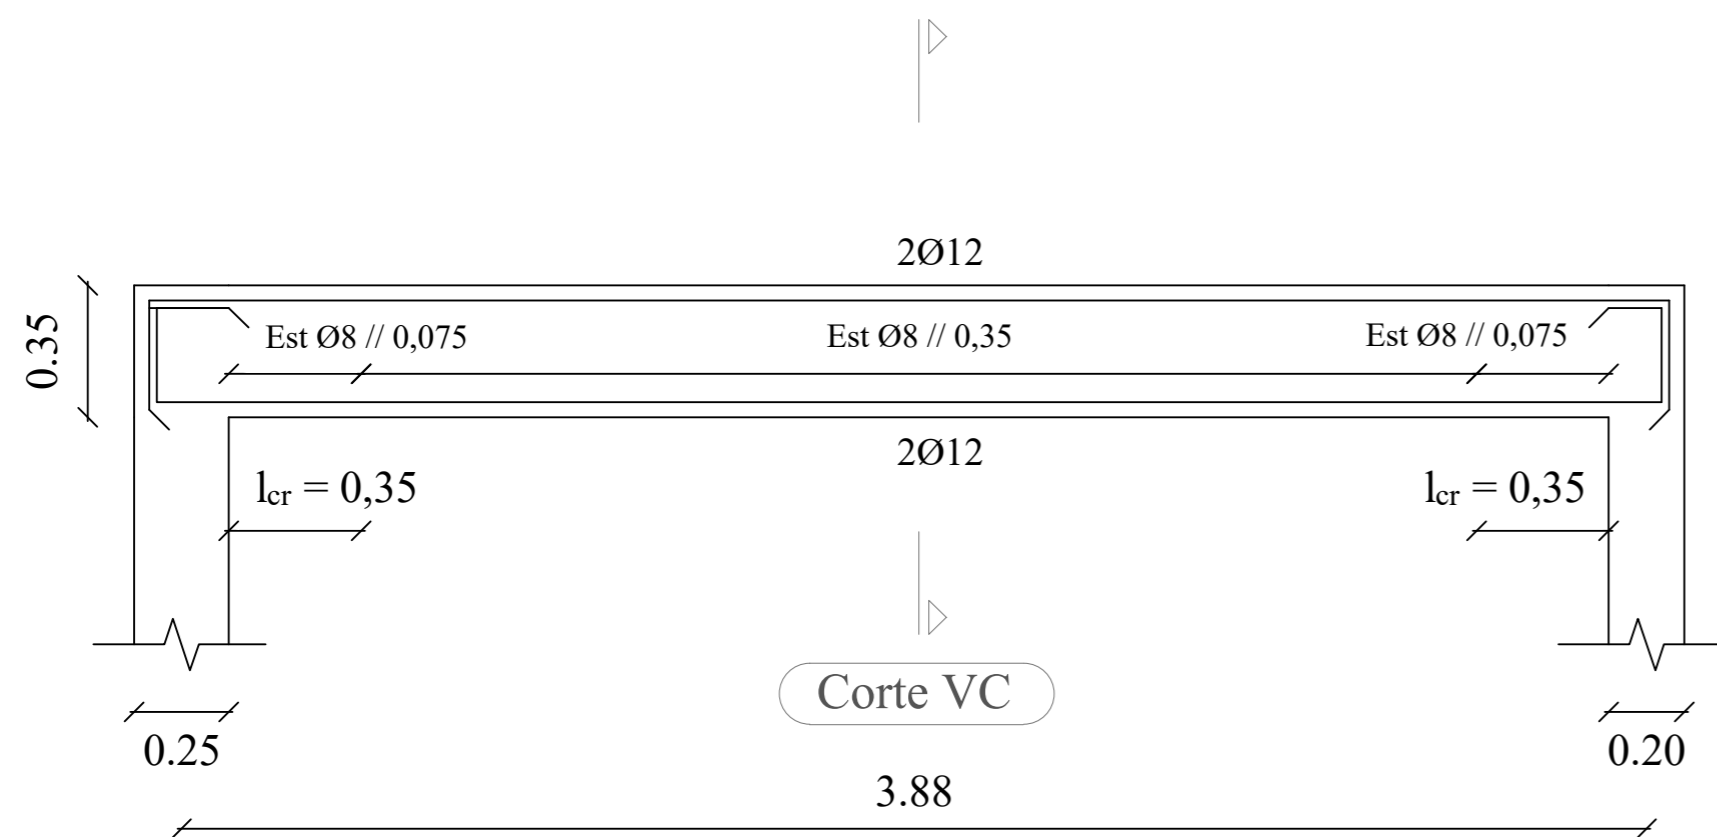 2Ø12
0.35
Est Ø8 // 0,075
Est Ø8 // 0,35
Est Ø8 // 0,075
2Ø12
lcr = 0,35
lcr = 0,35
Corte VC
0.25
0.20
3.88